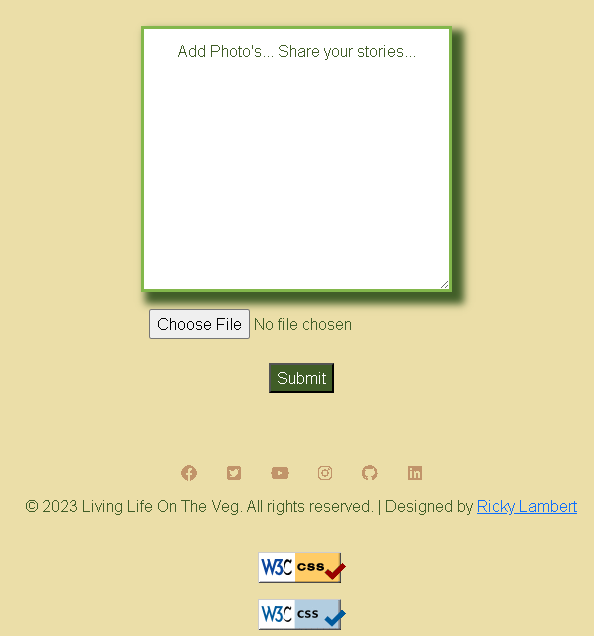 Add Photo's... Share your stories...
Choose File No file chosen
Submit
© 2023 Living Life On The Veg. All rights reserved. | Designed by Ricky Lambert
W3C css
W3C css